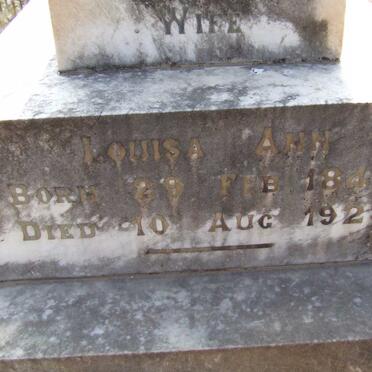 WIFE
LOUISA ANN
BORN 29 FEB 184
DIED 10 AUG 192